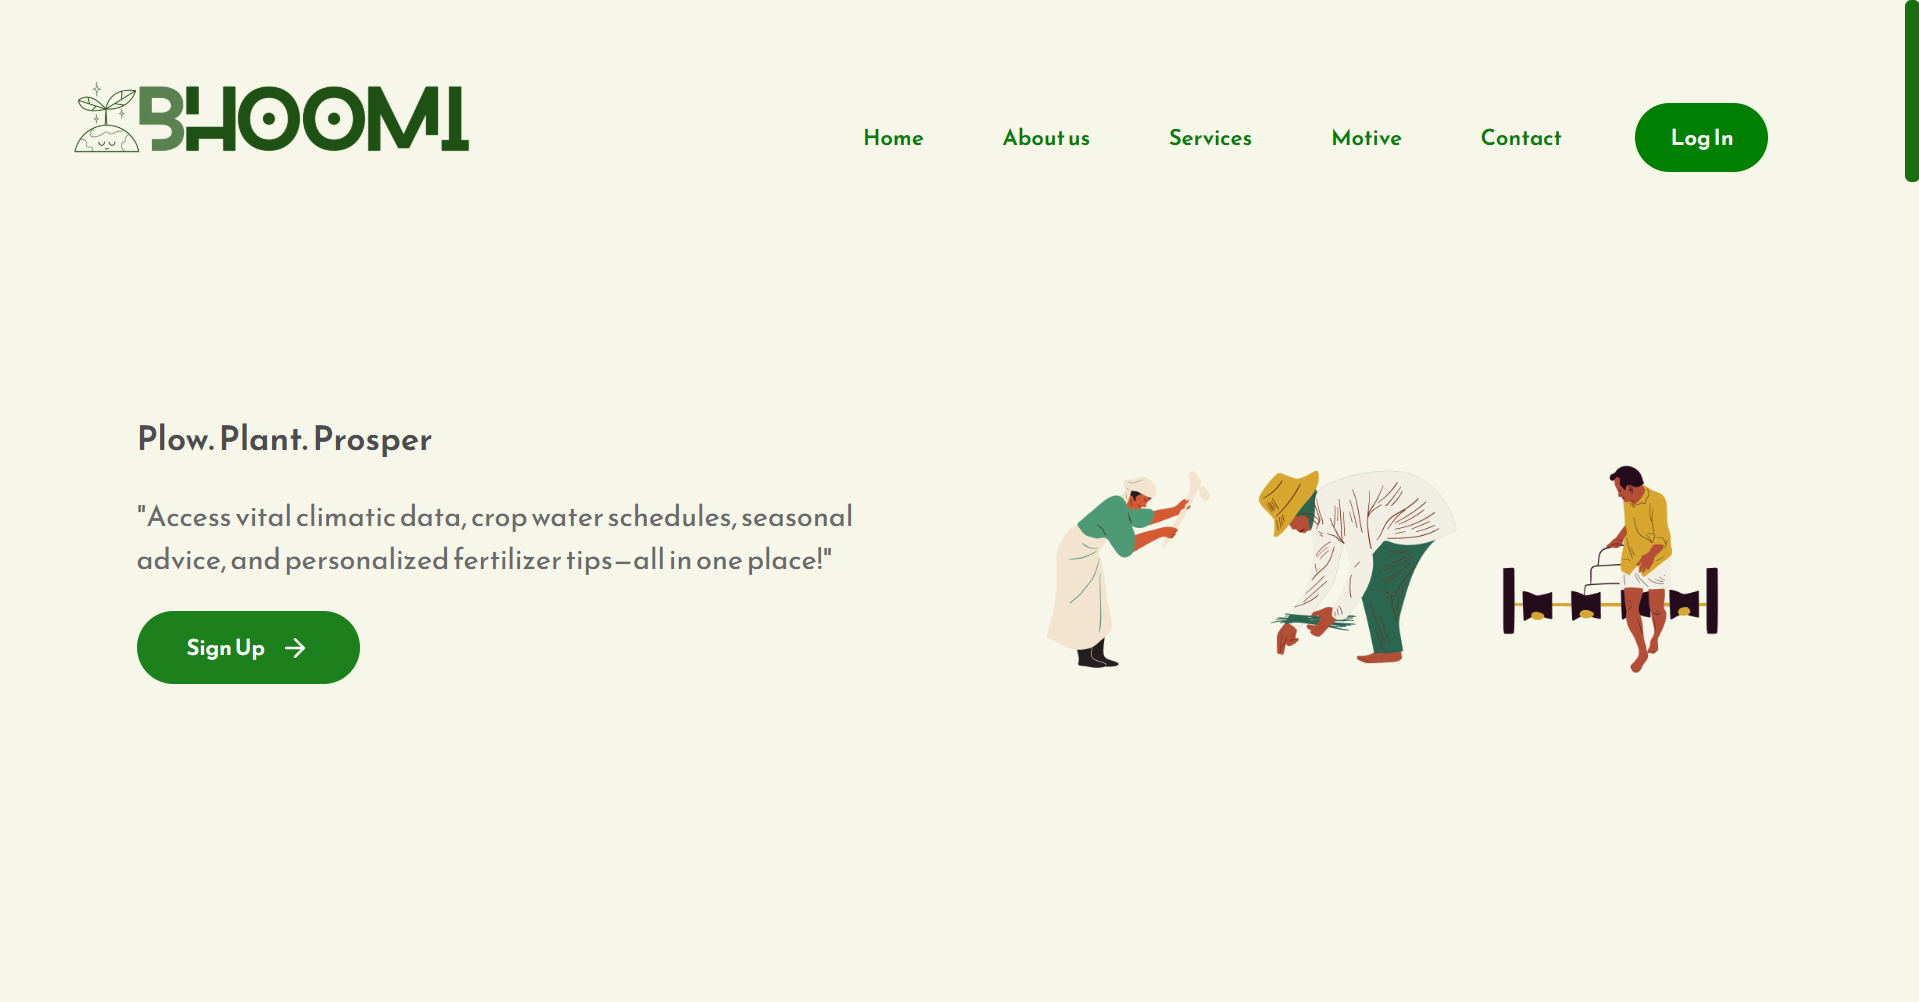 BHOOMI
Home About us Services Motive Contact Log In
Plow. Plant. Prosper
"Access vital climatic data, crop water schedules, seasonal
advice, and personalized fertilizer tips—all in one place!"
Sign Up →